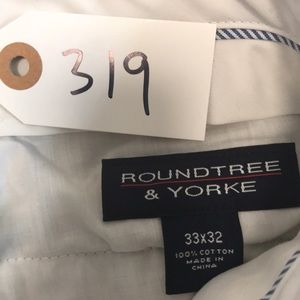 319
ROUNDTREE
& YORKE
33X32
100% COTTON
MADE IN
CHINA